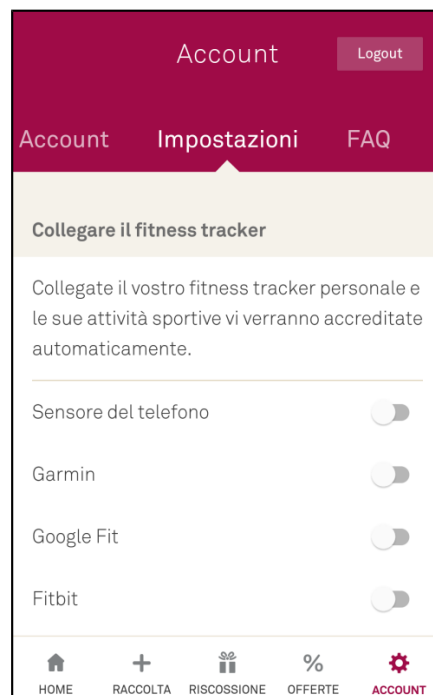 Account
Logout
Account Impostazioni FAQ
Collegare il fitness tracker
Collegate il vostro fitness tracker personale e
le sue attività sportive vi verranno accreditate
automaticamente.
Sensore del telefono
Garmin
Google Fit
Fitbit
HOME RACCOLTA RISCOSSIONE OFFERTE ACCOUNT